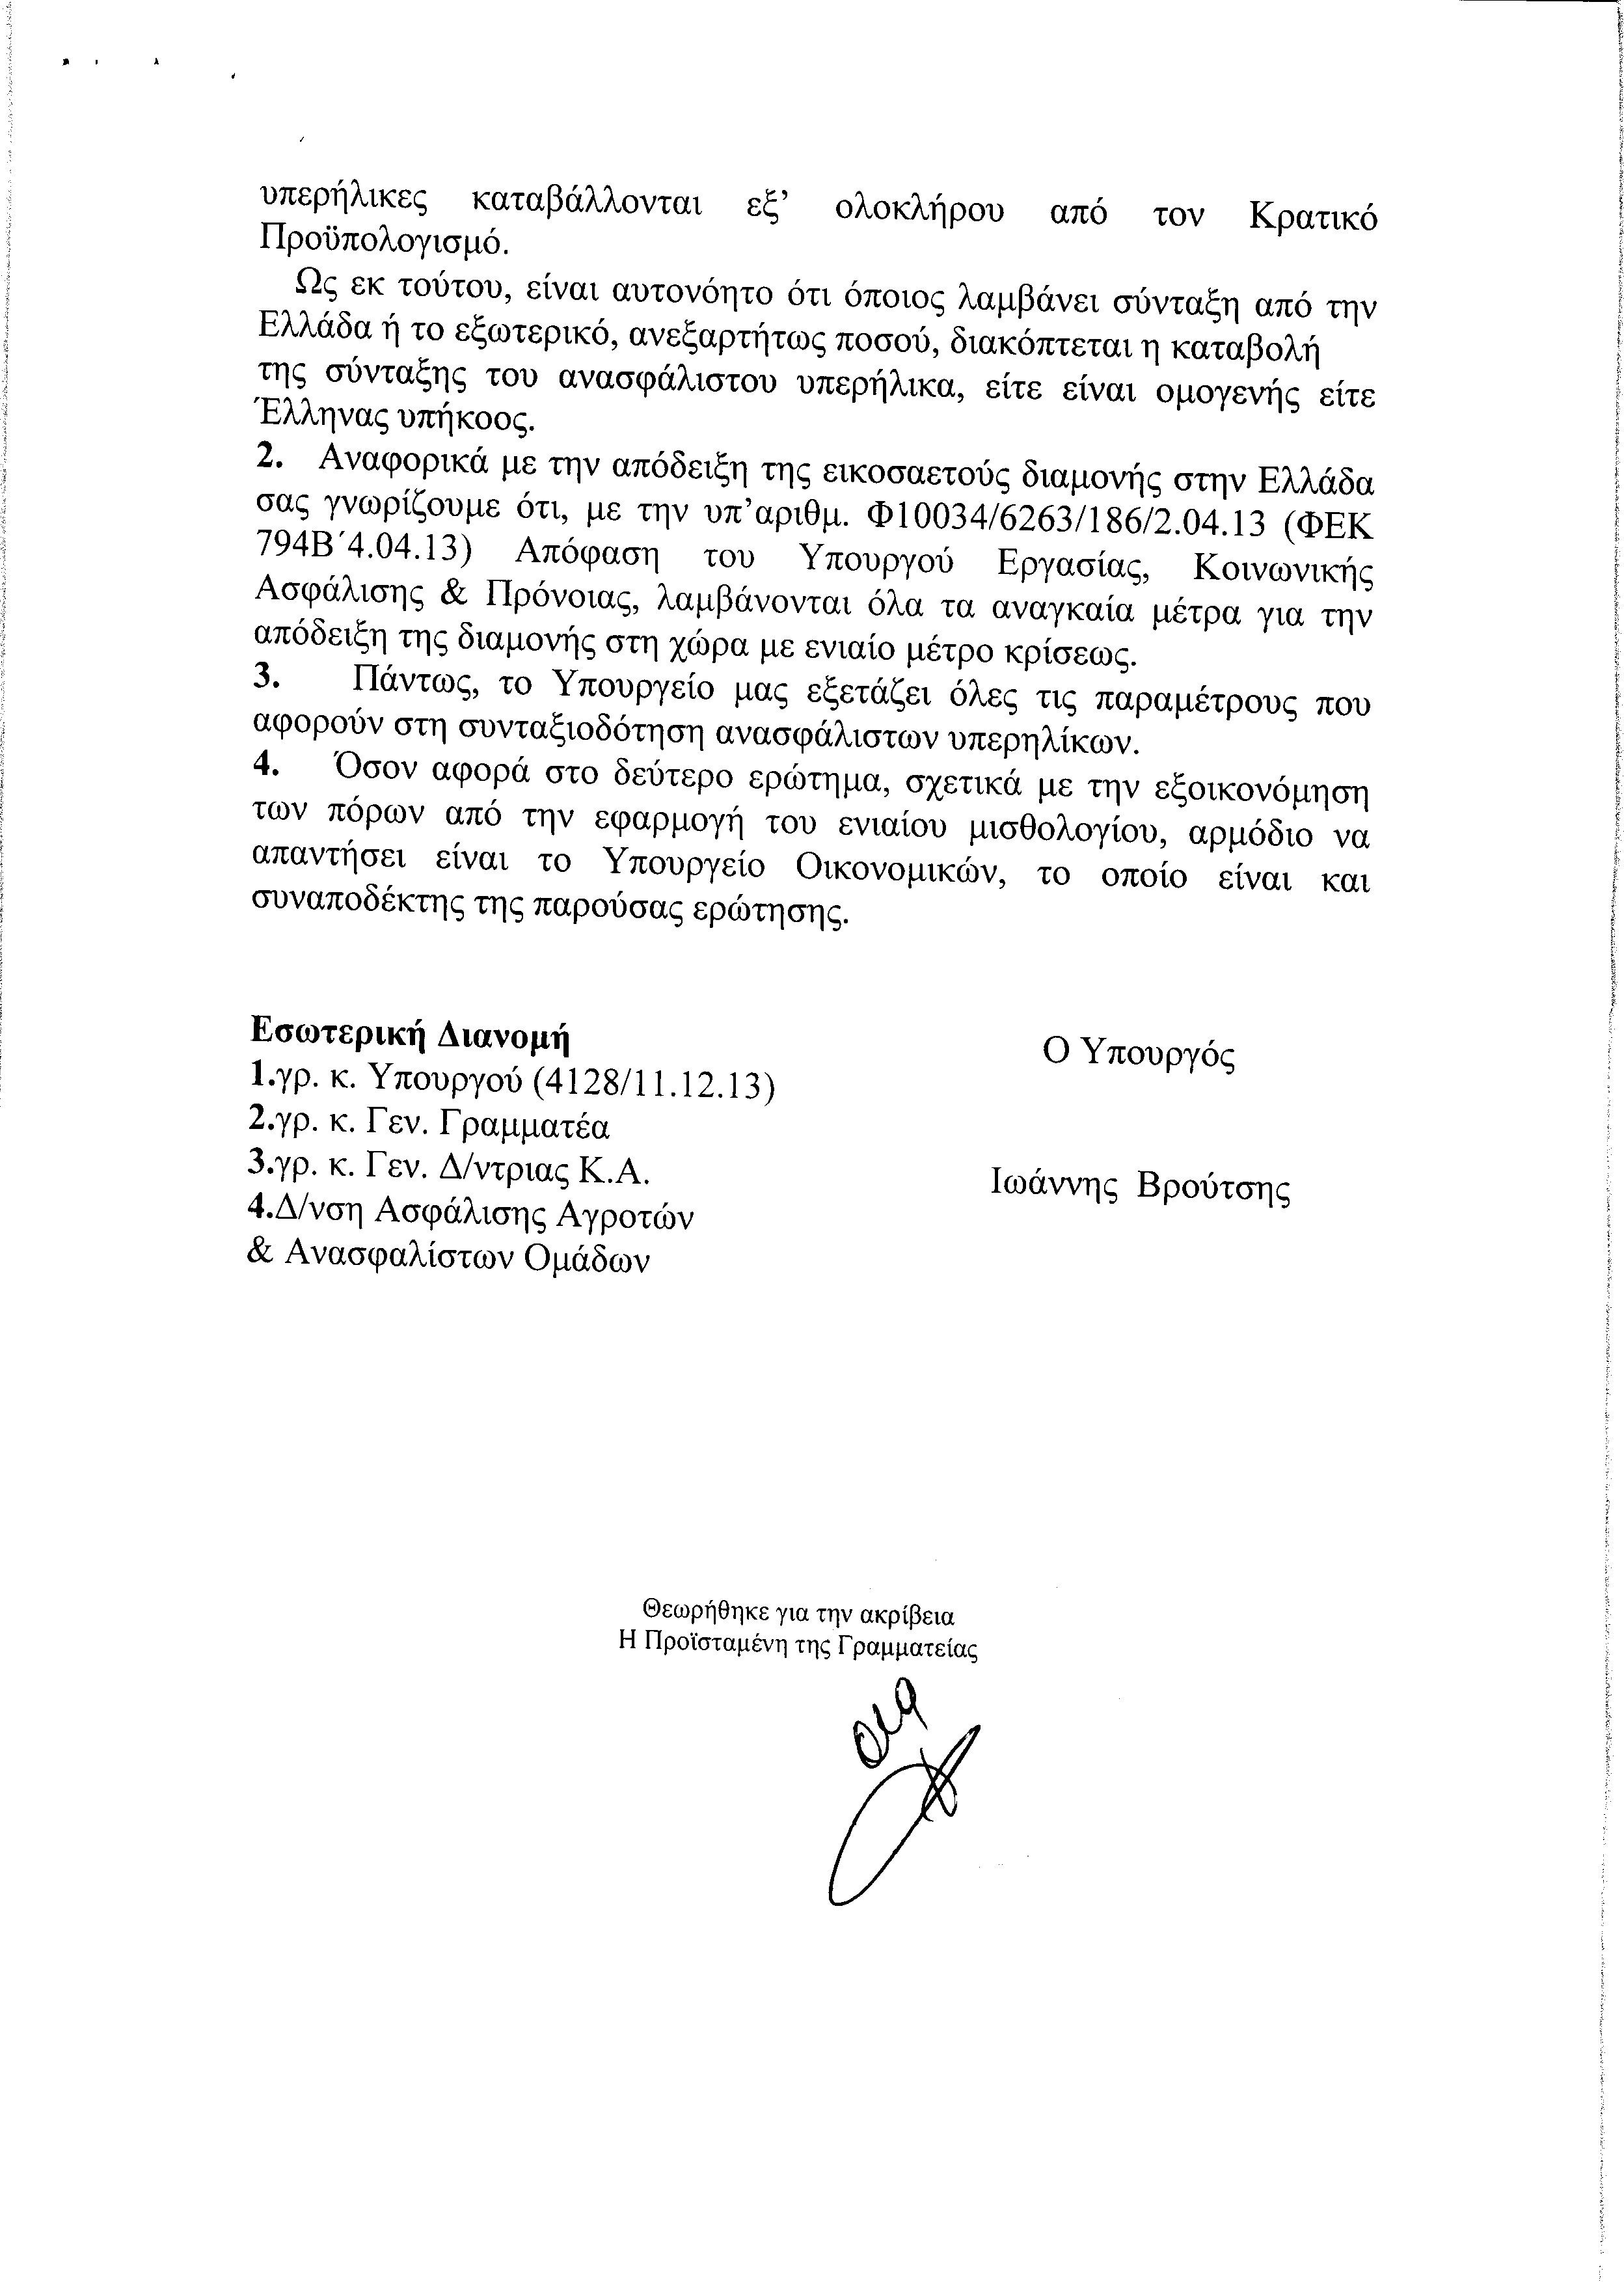 υπερήλικες καταβάλλονται εξ’ ολοκλήρου από τον Κρατικό
Προϋπολογισμό.
Ως εκ τούτου, είναι αυτονόητο ότι όποιος λαμβάνει σύνταξη από την
Ελλάδα ή το εξωτερικό, ανεξαρτήτως ποσού, διακόπτεται η καταβολή
της σύνταξης του ανασφάλιστου υπερήλικα, είτε είναι ομογενής είτε
Έλληνας υπήκοος.
2. Αναφορικά με την απόδειξη της εικοσαετούς διαμονής στην Ελλάδα
σας γνωρίζουμε ότι, με την υπ’αριθμ. Φ10034/6263/186/2.04.13 (ΦΕΚ
794Β΄4.04.13) Απόφαση του Υπουργού Εργασίας, Κοινωνικής
Ασφάλισης & Πρόνοιας, λαμβάνονται όλα τα αναγκαία μέτρα για την
απόδειξη της διαμονής στη χώρα με ενιαίο μέτρο κρίσεως.
3. Πάντως, το Υπουργείο μας εξετάζει όλες τις παραμέτρους που
αφορούν στη συνταξιοδότηση ανασφάλιστων υπερηλίκων.
4. Όσον αφορά στο δεύτερο ερώτημα, σχετικά με την εξοικονόμηση
των πόρων από την εφαρμογή του ενιαίου μισθολογίου, αρμόδιο να
απαντήσει είναι το Υπουργείο Οικονομικών, το οποίο είναι και
συναποδέκτης της παρούσας ερώτησης.
Εσωτερική Διανομή
1.γρ. κ. Υπουργού (4128/11.12.13)
2.γρ. κ. Γεν. Γραμματέα
3.γρ. κ. Γεν. Δ/ντριας Κ.Α.
4.Δ/νση Ασφάλισης Αγροτών
& Ανασφαλίστων Ομάδων
Ο Υπουργός
Ιωάννης Βρούτσης
Θεωρήθηκε για την ακρίβεια
Η Προϊσταμένη της Γραμματείας